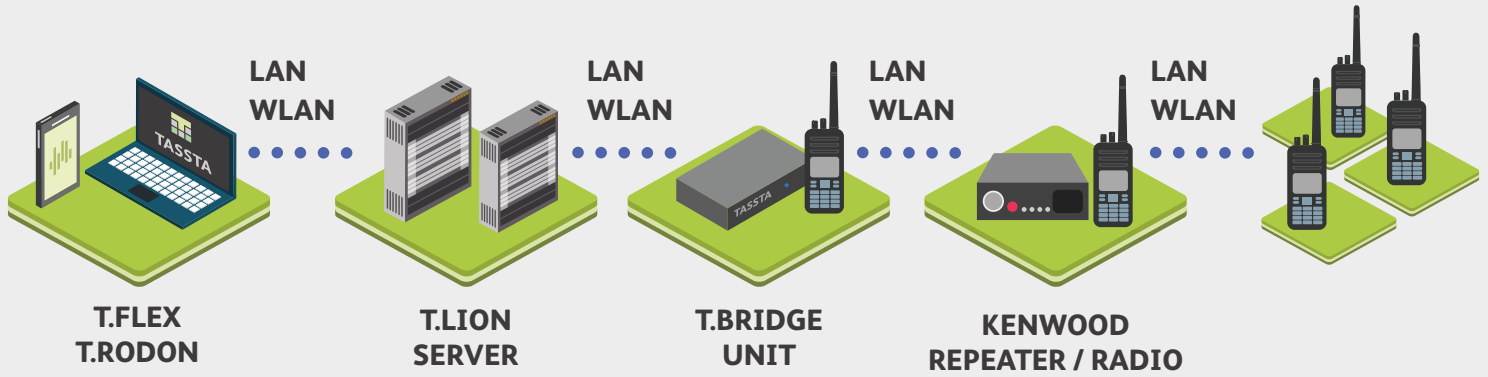 LAN
WLAN
LAN
WLAN
LAN
WLAN
LAN
WLAN
TASSTA
TASSTA
T.FLEX
T.RODON
T.LION
SERVER
T.BRIDGE
UNIT
KENWOOD
REPEATER / RADIO